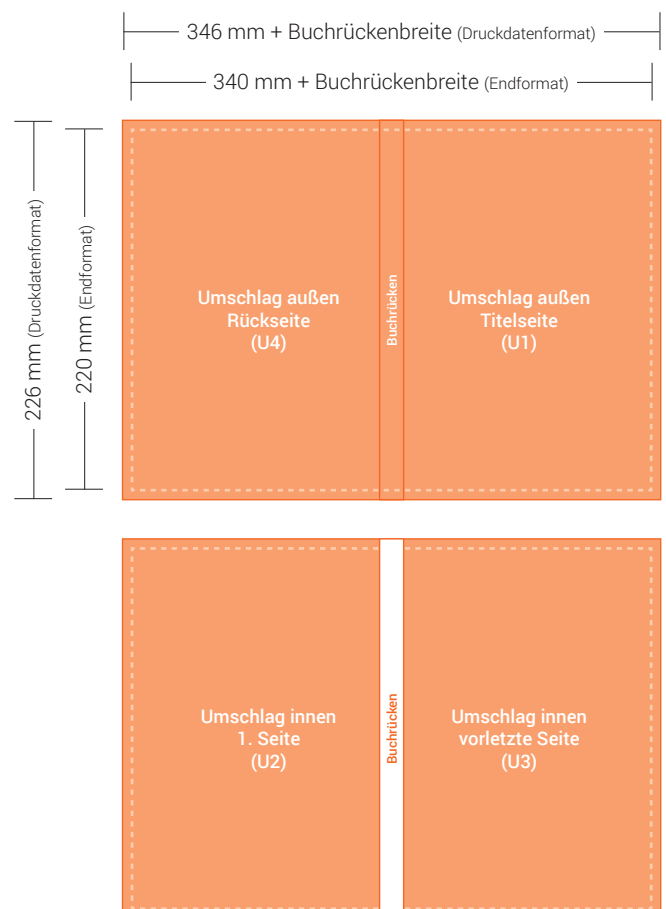 346 mm + Buchrückenbreite (Druckdatenformat)
340 mm + Buchrückenbreite (Endformat)
226 mm (Druckdatenformat)
220 mm (Endformat)
Umschlag außen
Rückseite
(U4)
Buchrücken
Umschlag außen
Titelseite
(U1)
Umschlag innen
1. Seite
(U2)
Buchrücken
Umschlag innen
vorletzte Seite
(U3)